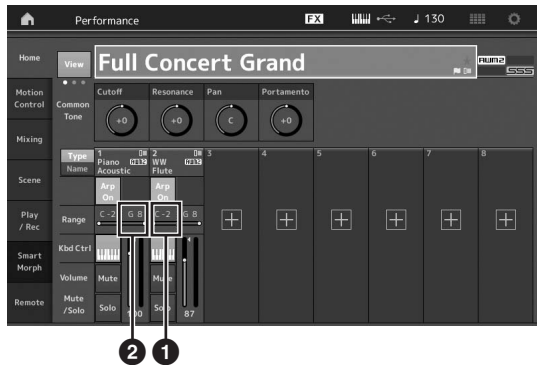 Performance
FX
130
Home
View
Full Concert Grand
AWM2
Motion
Control
Common
Tone
Cutoff
Resonance
Pan
Portamento
+0
+0
C
+0
Mixing
Type
Name
1
Piano
Acoustic
2
WW
Flute
3
4
5
6
7
8
Scene
Arp
On
Arp
On
Play
/ Rec
Range
C -2
G 8
C -2
G 8
Smart
Morph
Kbd Ctrl
Volume
Mute
Mute
Remote
Mute
/Solo
Solo
100
Solo
87
2
1